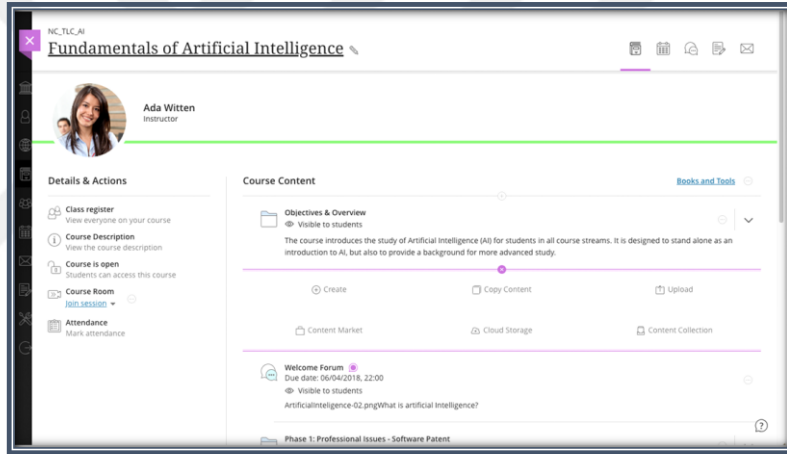 NC_TLC_AI
Fundamentals of Artificial Intelligence
Ada Witten
Instructor
Details & Actions
Class register
View everyone on your course
Course Description
View the course description
Course is open
Students can access this course
Course Room
Join session
Attendance
Mark attendance
Course Content
Books and Tools
Objectives & Overview
Visible to students
The course introduces the study of Artificial Intelligence (AI) for students in all course streams. It is designed to stand alone as an
introduction to AI, but also to provide a background for more advanced study.
Create
Copy Content
Upload
Content Market
Cloud Storage
Content Collection
Welcome Forum
Due date: 06/04/2018, 22:00
Visible to students
ArtificialInteligence-02.pngWhat is artificial Intelligence?
Phase 1: Professional Issues - Software Patent